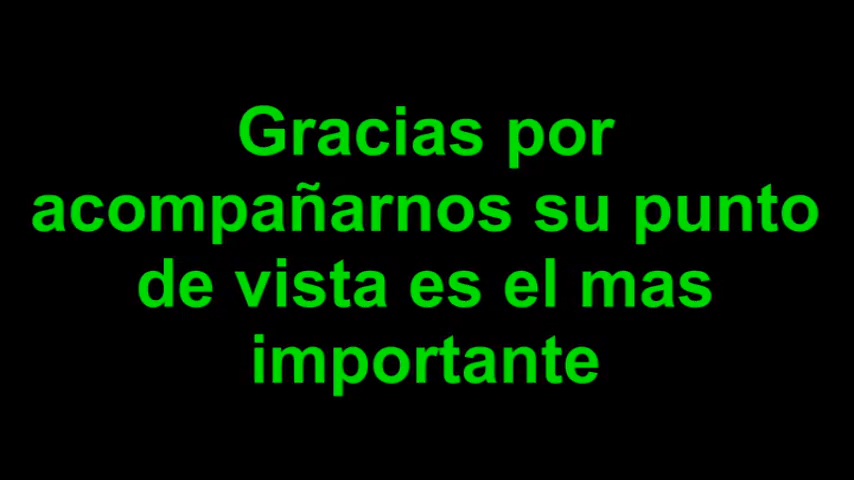 Gracias por
acompañarnos su punto
de vista es el mas
importante